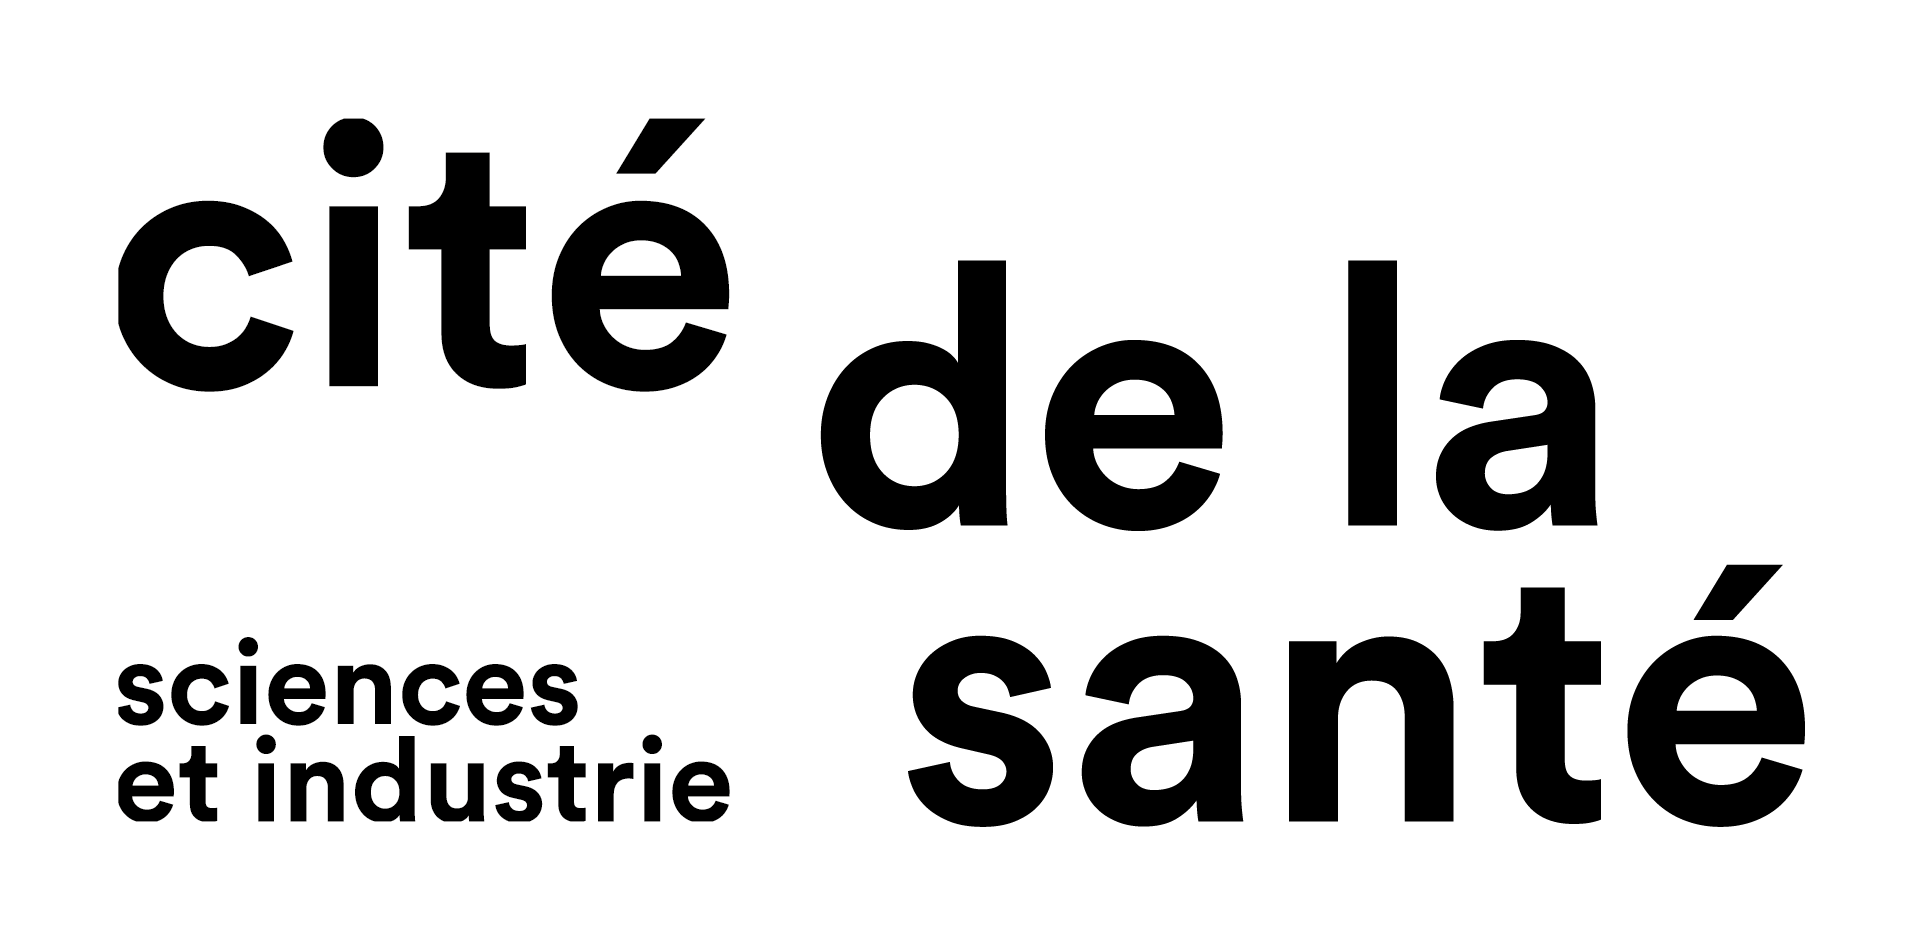 cité
de la
santé
sciences
et industrie